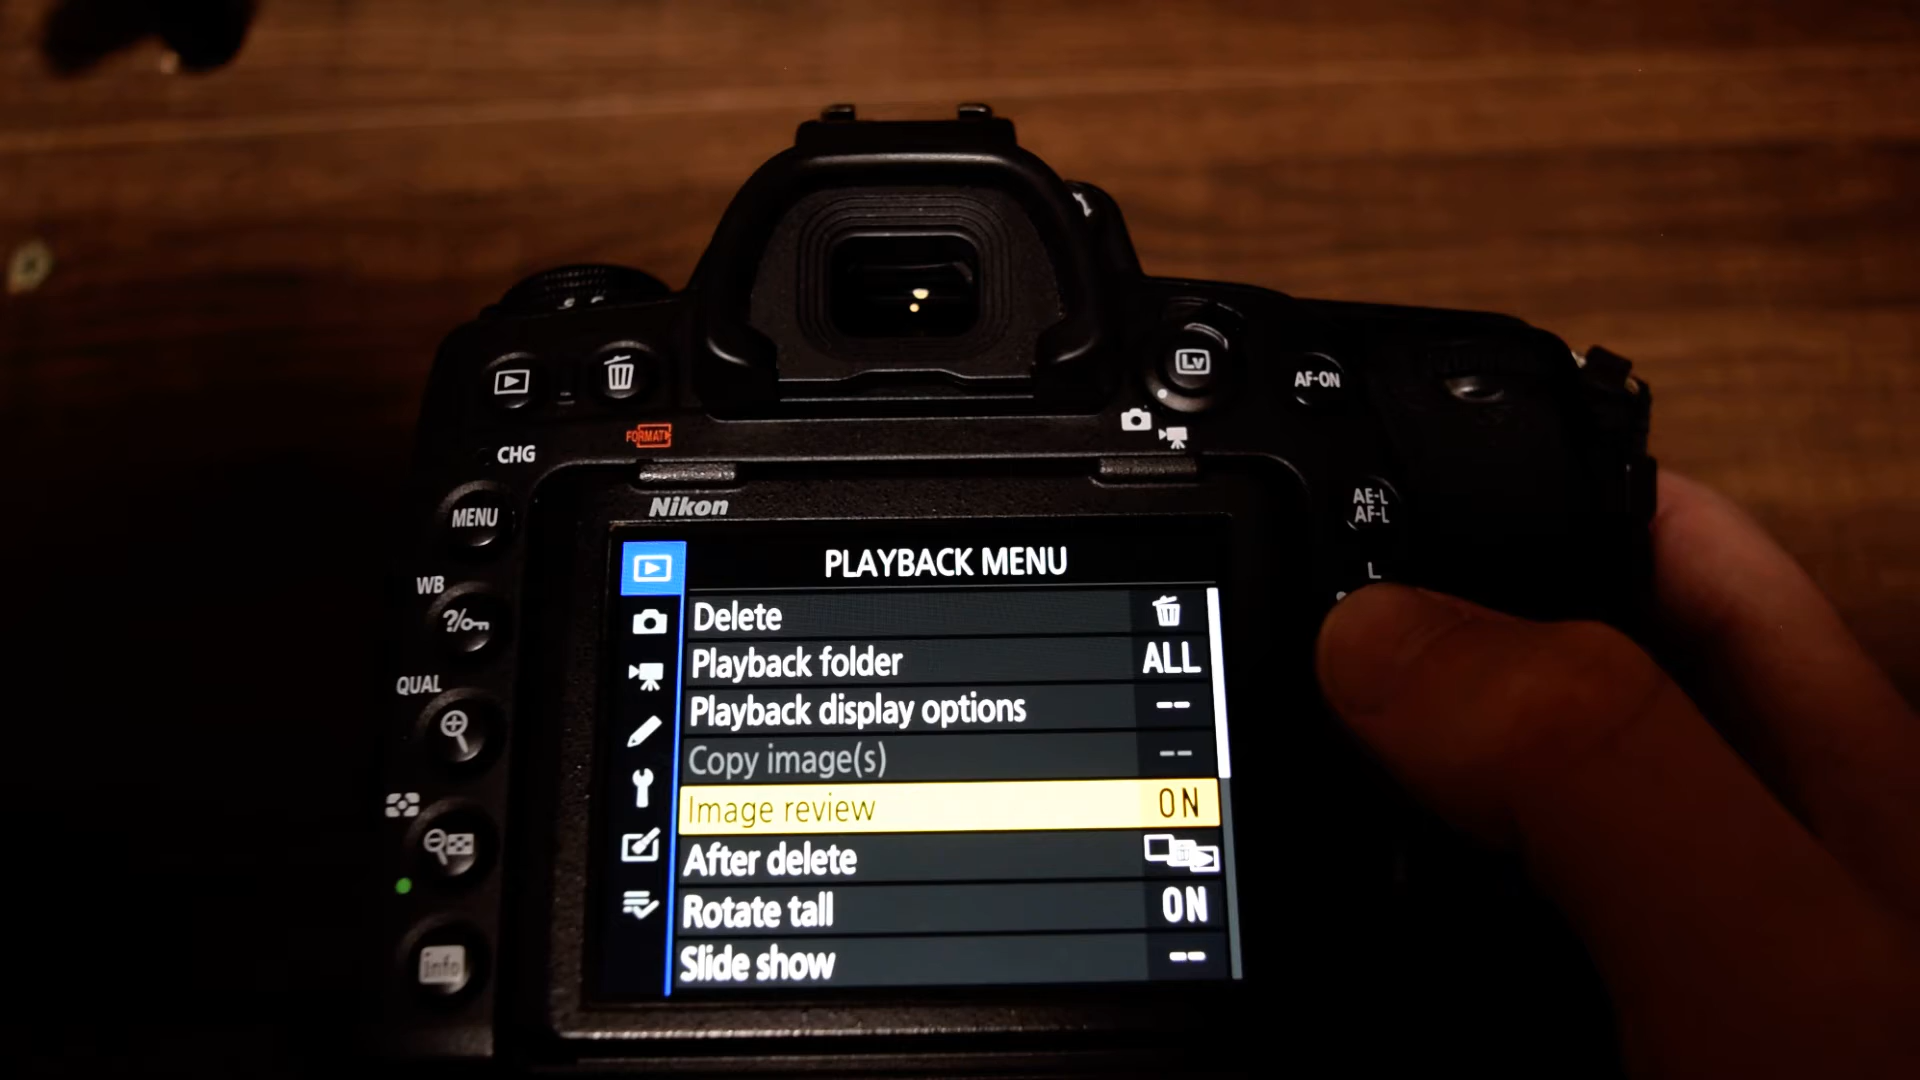 Lv
AF-ON
FORMAT
CHG
AE-L
AF-L
MENU
Nikon
L
PLAYBACK MENU
WB
Delete
?/
Playback folder ALL
QUAL
Playback display options --
Copy image(s) --
Image review ON
After delete
Rotate tall ON
info
Slide show --